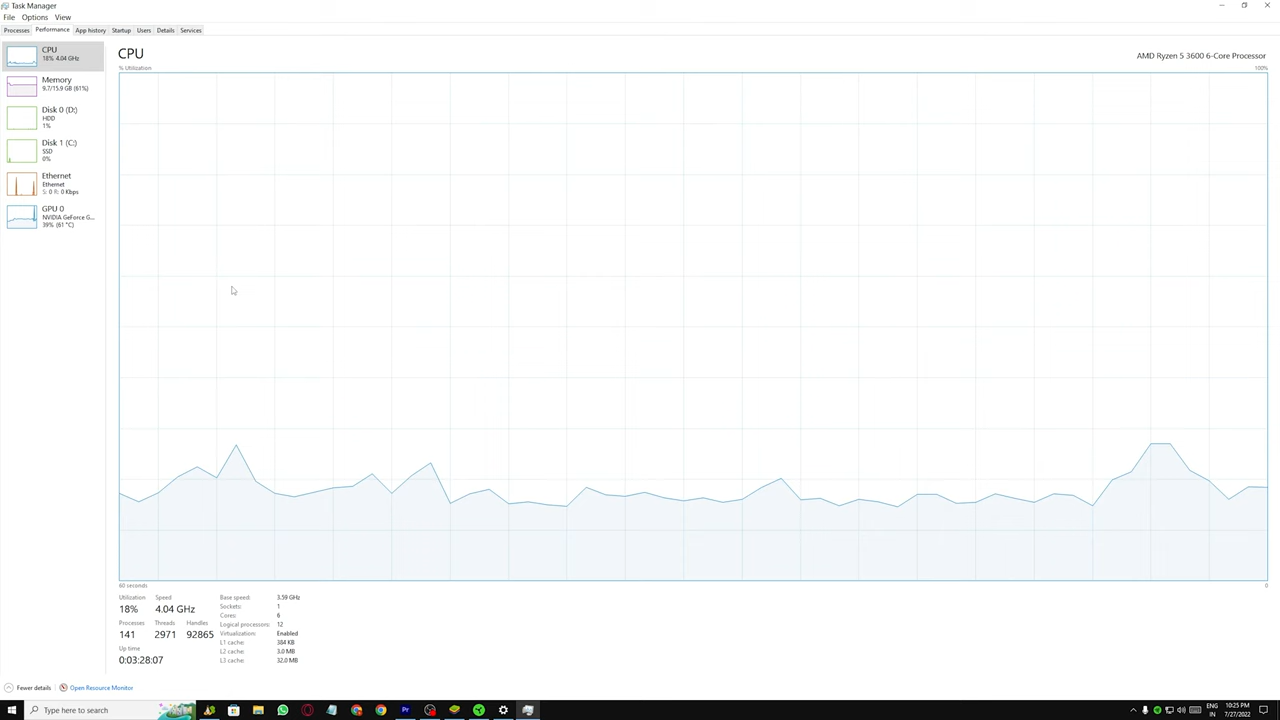 Task Manager
File Options View
Processes Performance App history Startup Users Details Services
CPU
18% 4.04 GHz
Memory
9.7/15.9 GB (61%)
Disk 0 (D:)
HDD
1%
Disk 1 (C:)
SSD
0%
Ethernet
Ethernet
S: 0 R: 0 Kbps
GPU 0
NVIDIA GeForce G...
39% (61 °C)
CPU
AMD Ryzen 5 3600 6-Core Processor
% Utilization
100%
60 seconds
0
Utilization Speed
18% 4.04 GHz
Processes Threads Handles
141 2971 92865
Up time
0:03:28:07
Base speed: 3.59 GHz
Sockets: 1
Cores: 6
Logical processors: 12
Virtualization: Enabled
L1 cache: 384 KB
L2 cache: 3.0 MB
L3 cache: 32.0 MB
Fewer details
Open Resource Monitor
Type here to search
Pr
ENG
IN
10:25 PM
7/27/2022